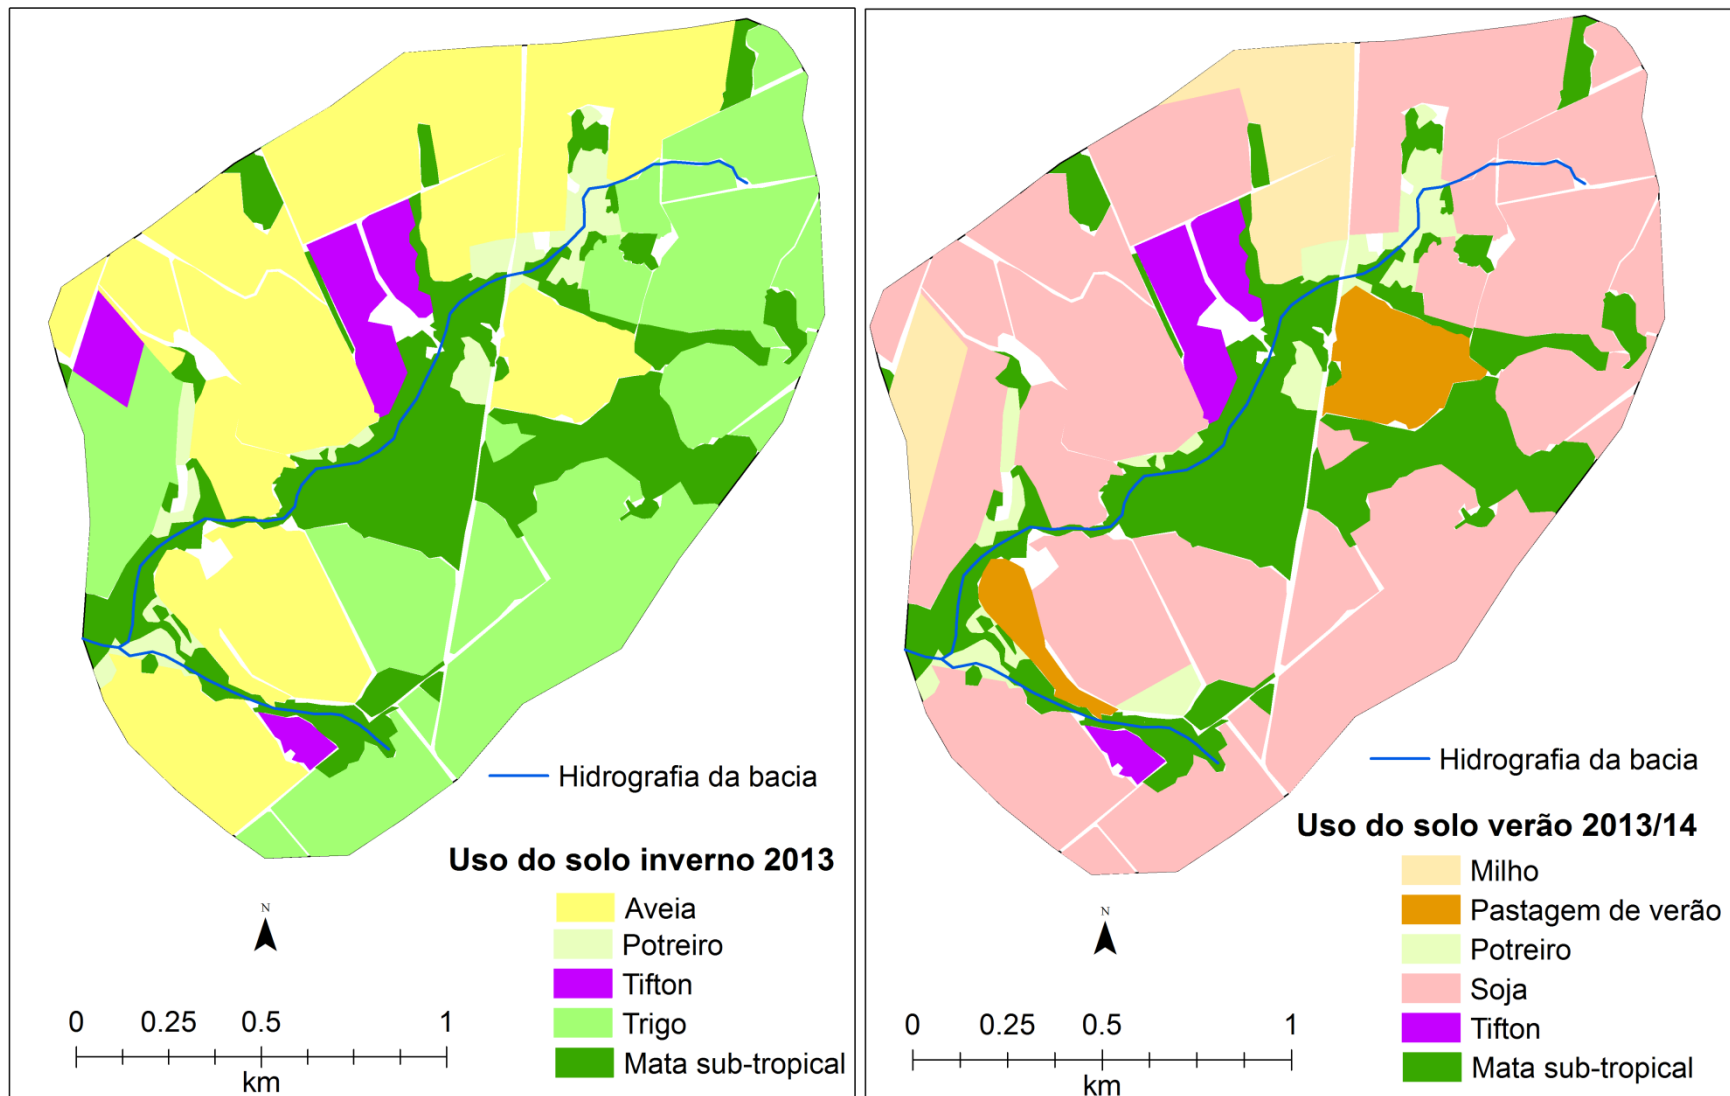 Hidrografia da bacia
Uso do solo inverno 2013
N
Aveia
Potreiro
Tifton
Trigo
Mata sub-tropical
0 0.25 0.5 1
km
Hidrografia da bacia
Uso do solo verão 2013/14
N
Milho
Pastagem de verão
Potreiro
Soja
Tifton
Mata sub-tropical
0 0.25 0.5 1
km